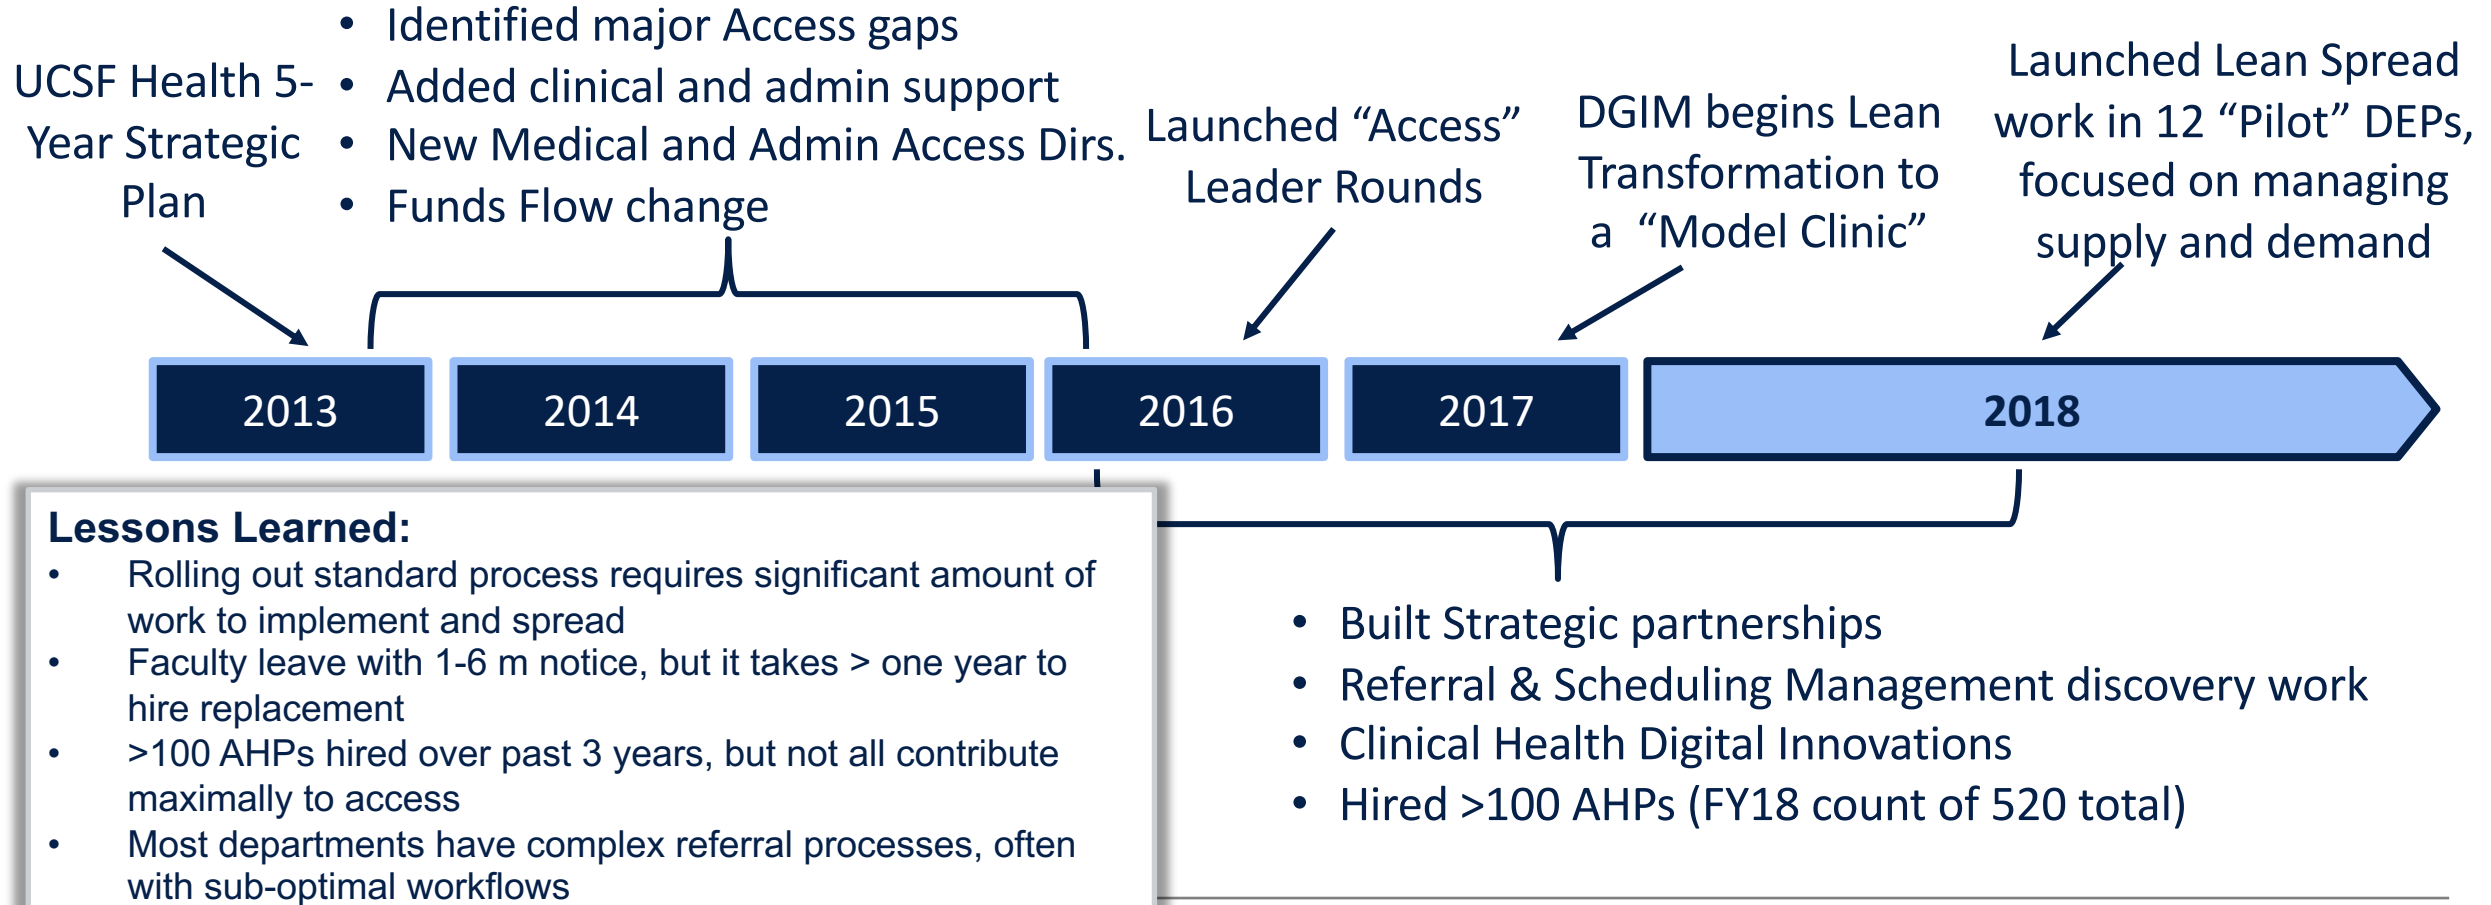 UCSF Health 5-
Year Strategic
Plan
• Identified major Access gaps
• Added clinical and admin support
• New Medical and Admin Access Dirs.
• Funds Flow change
Launched “Access”
Leader Rounds
DGIM begins Lean
Transformation to
a “Model Clinic”
Launched Lean Spread
work in 12 “Pilot” DEPs,
focused on managing
supply and demand
2013
2014
2015
2016
2017
2018
Lessons Learned:
• Rolling out standard process requires significant amount of
work to implement and spread
• Faculty leave with 1-6 m notice, but it takes > one year to
hire replacement
• >100 AHPs hired over past 3 years, but not all contribute
maximally to access
• Most departments have complex referral processes, often
with sub-optimal workflows
• Built Strategic partnerships
• Referral & Scheduling Management discovery work
• Clinical Health Digital Innovations
• Hired >100 AHPs (FY18 count of 520 total)